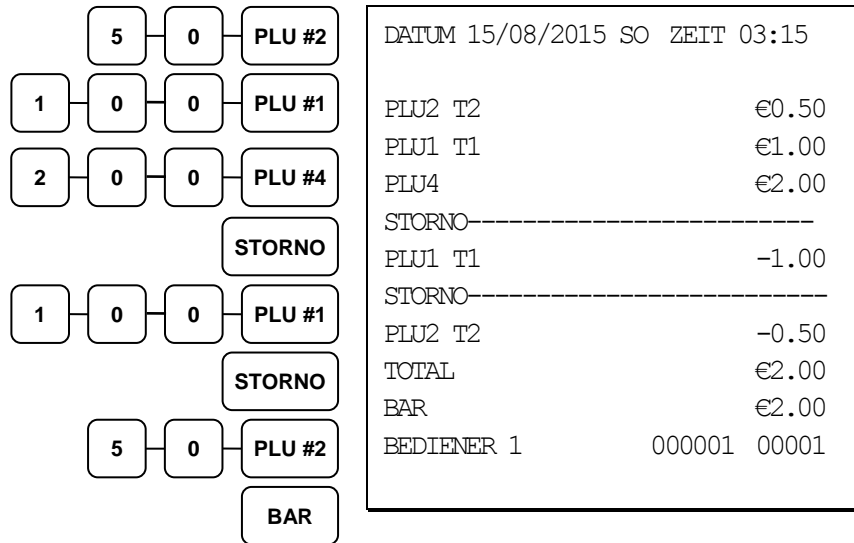 5 0 PLU #2
1 0 0 PLU #1
2 0 0 PLU #4
STORNO
1 0 0 PLU #1
STORNO
5 0 PLU #2
BAR
DATUM 15/08/2015 SO ZEIT 03:15
PLU2 T2 €0.50
PLU1 T1 €1.00
PLU4 €2.00
STORNO-------------------------
PLU1 T1 -1.00
STORNO--------------------------
PLU2 T2 -0.50
TOTAL €2.00
BAR €2.00
BEDIENER 1 000001 00001